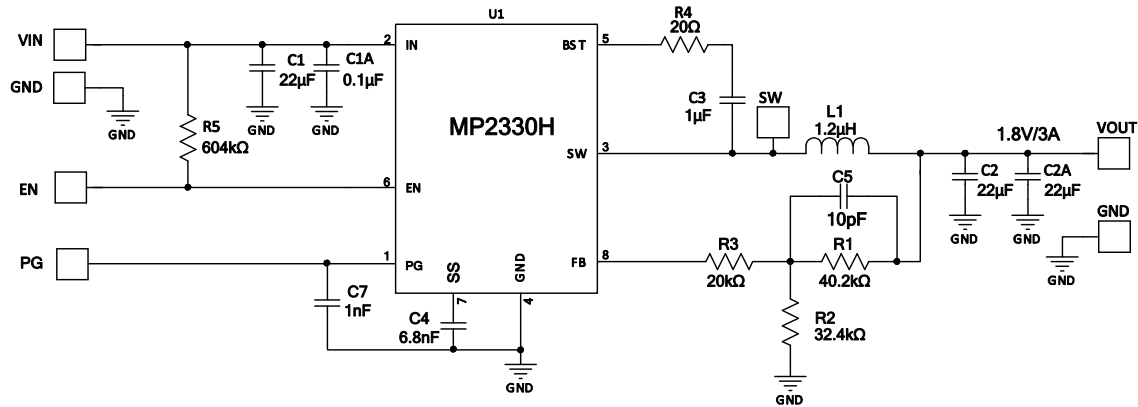 U1
R4
20Ω
VIN
2
IN
BST
5
C1
22µF
C1A
0.1µF
GND
GND
GND
GND
C3
1µF
SW
R5
604kΩ
MP2330H
L1
1.2µH
1.8V/3A
VOUT
SW
3
C2
22µF
C2A
22µF
C5
10pF
EN
6
EN
GND
GND
GND
GND
PG
1
PG
SS
GND
FB
8
R3
20kΩ
R1
40.2kΩ
7
4
C7
1nF
C4
6.8nF
R2
32.4kΩ
GND
GND